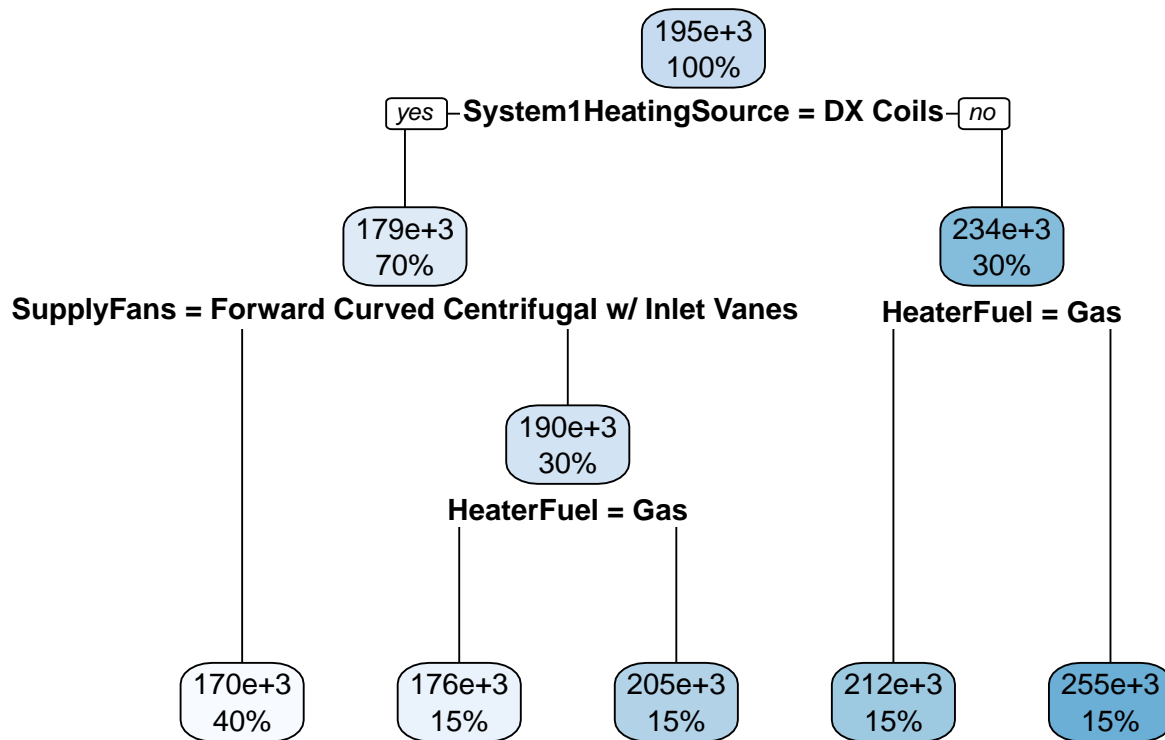 195e+3
100%
yes System1HeatingSource = DX Coils no
179e+3
70%
234e+3
30%
SupplyFans = Forward Curved Centrifugal w/ Inlet Vanes
HeaterFuel = Gas
190e+3
30%
HeaterFuel = Gas
170e+3
40%
176e+3
15%
205e+3
15%
212e+3
15%
255e+3
15%